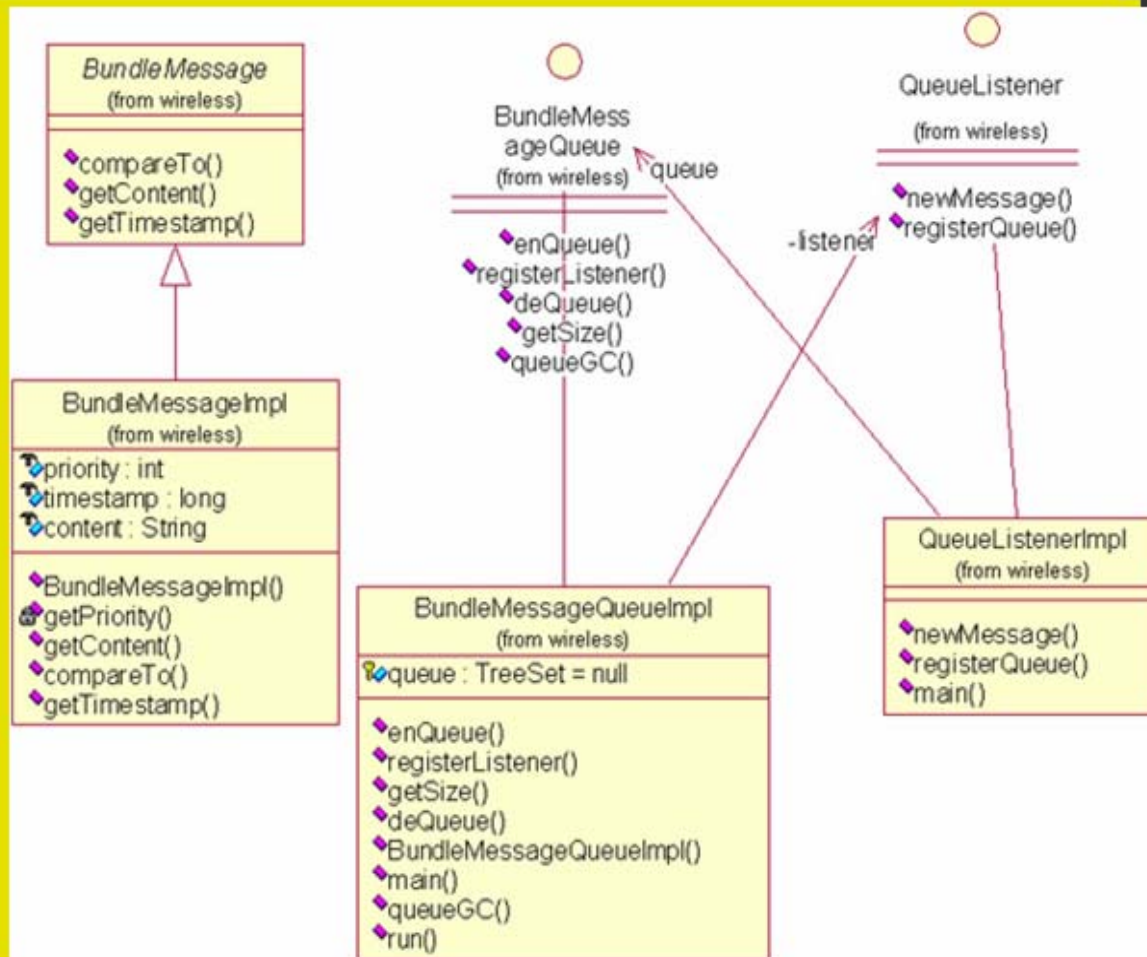 BundleMessage
(from wireless)
compareTo()
getContent()
getTimestamp()
BundleMessageImpl
(from wireless)
priority : int
timestamp : long
content : String
BundleMessageImpl()
getPriority()
getContent()
compareTo()
getTimestamp()
BundleMess
ageQueue
(from wireless)
enQueue()
registerListener()
deQueue()
getSize()
queueGC()
queue
-listener
QueueListener
(from wireless)
newMessage()
registerQueue()
BundleMessageQueueImpl
(from wireless)
queue : TreeSet = null
enQueue()
registerListener()
getSize()
deQueue()
BundleMessageQueueImpl()
main()
queueGC()
run()
QueueListenerImpl
(from wireless)
newMessage()
registerQueue()
main()